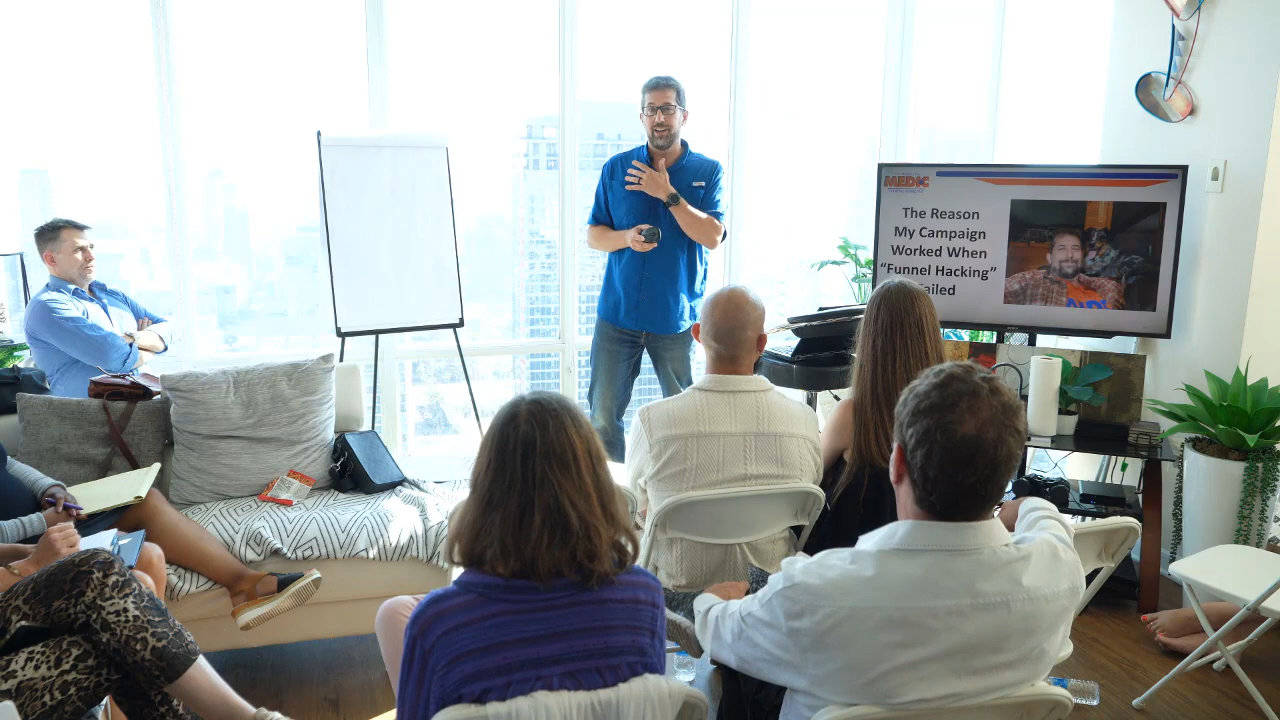 MEDIC
The Reason
My Campaign
Worked When
“Funnel Hacking”
ailed